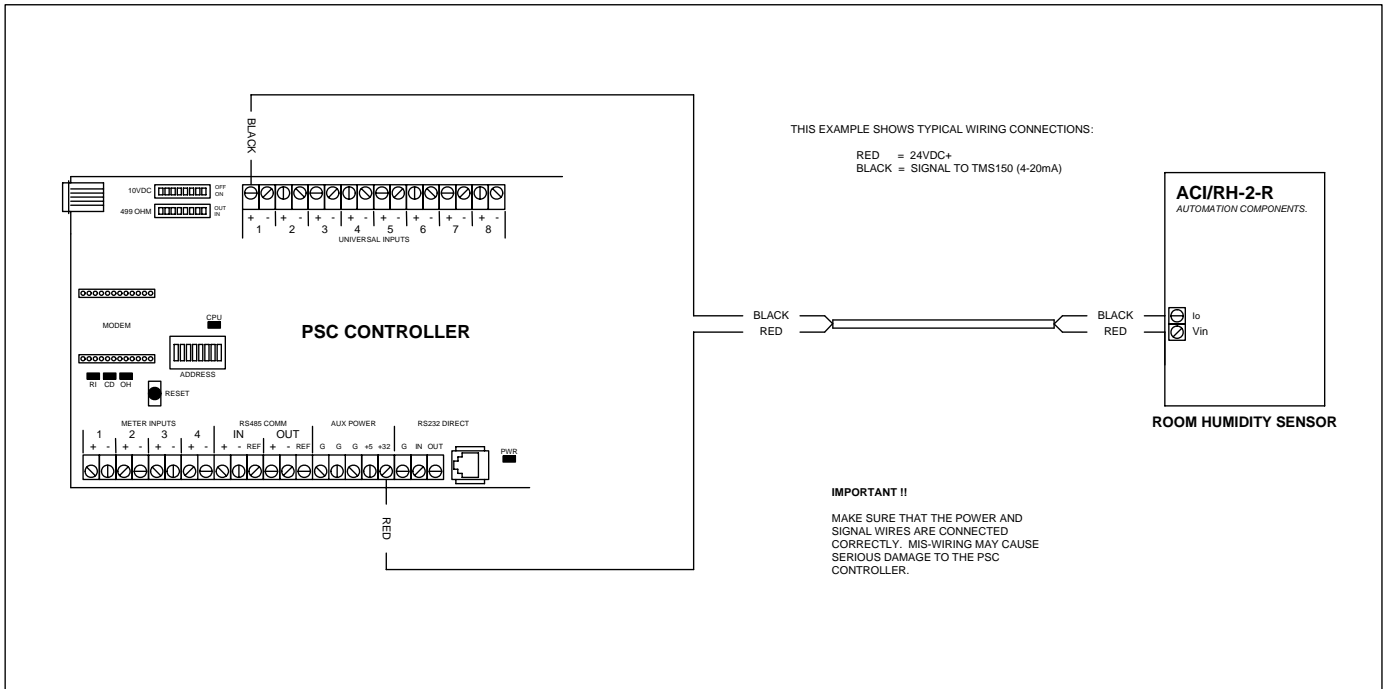 BLACK
THIS EXAMPLE SHOWS TYPICAL WIRING CONNECTIONS:
RED = 24VDC+
BLACK = SIGNAL TO TMS150 (4-20mA)
10VDC OFF
ON
499 OHM OUT
IN
+ - + - + - + - + - + - + - + -
1 2 3 4 5 6 7 8
UNIVERSAL INPUTS
ACI/RH-2-R
AUTOMATION COMPONENTS.
MODEM
CPU
PSC CONTROLLER
ADDRESS
RI CD OH
RESET
BLACK
RED
BLACK
RED
Io
Vin
ROOM HUMIDITY SENSOR
METER INPUTS RS485 COMM AUX POWER RS232 DIRECT
1 2 3 4 IN OUT
+ - + - + - + - + - REF + - REF G G G +5 +32 G IN OUT
PWR
RED
IMPORTANT !!
MAKE SURE THAT THE POWER AND
SIGNAL WIRES ARE CONNECTED
CORRECTLY. MIS-WIRING MAY CAUSE
SERIOUS DAMAGE TO THE PSC
CONTROLLER.